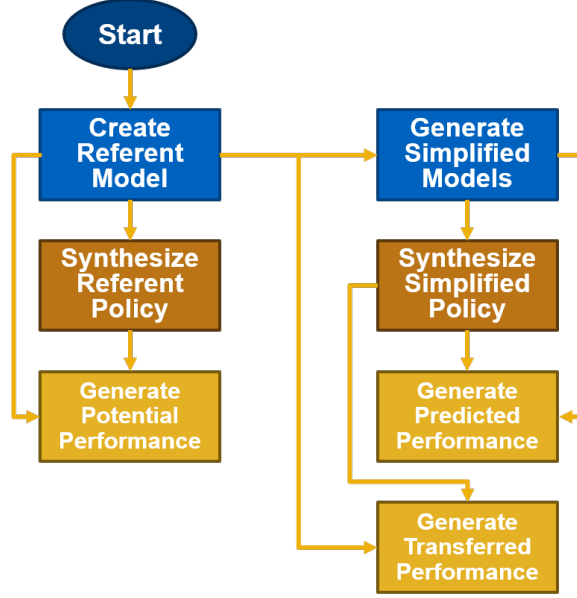 Start
Create
Referent
Model
Generate
Simplified
Models
Synthesize
Referent
Policy
Synthesize
Simplified
Policy
Generate
Potential
Performance
Generate
Predicted
Performance
Generate
Transferred
Performance